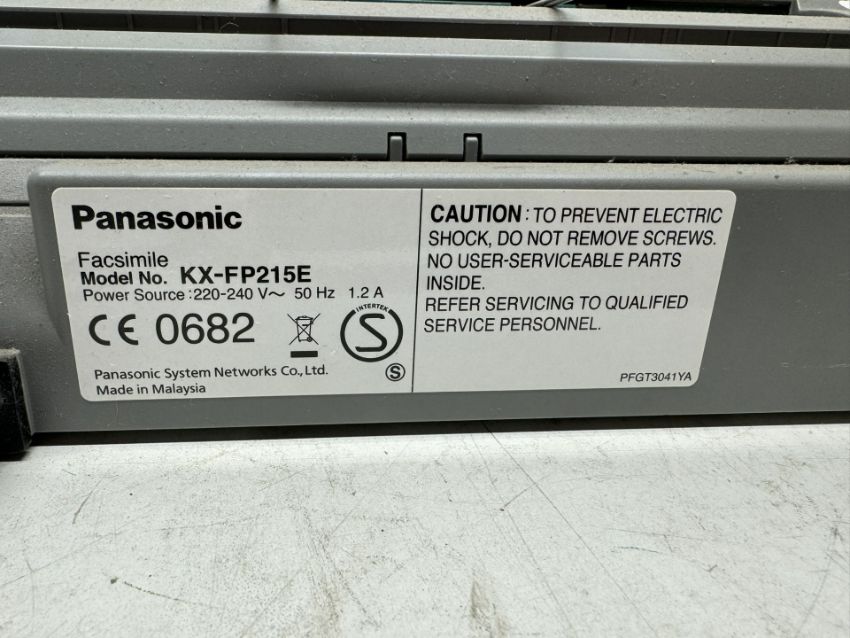 Panasonic
Facsimile
Model No. KX-FP215E
Power Source :220-240 V～ 50 Hz 1.2 A
CE 0682
INTERTEK
S
Panasonic System Networks Co.,Ltd.
S
Made in Malaysia
CAUTION : TO PREVENT ELECTRIC
SHOCK, DO NOT REMOVE SCREWS.
NO USER-SERVICEABLE PARTS
INSIDE.
REFER SERVICING TO QUALIFIED
SERVICE PERSONNEL.
PFGT3041YA